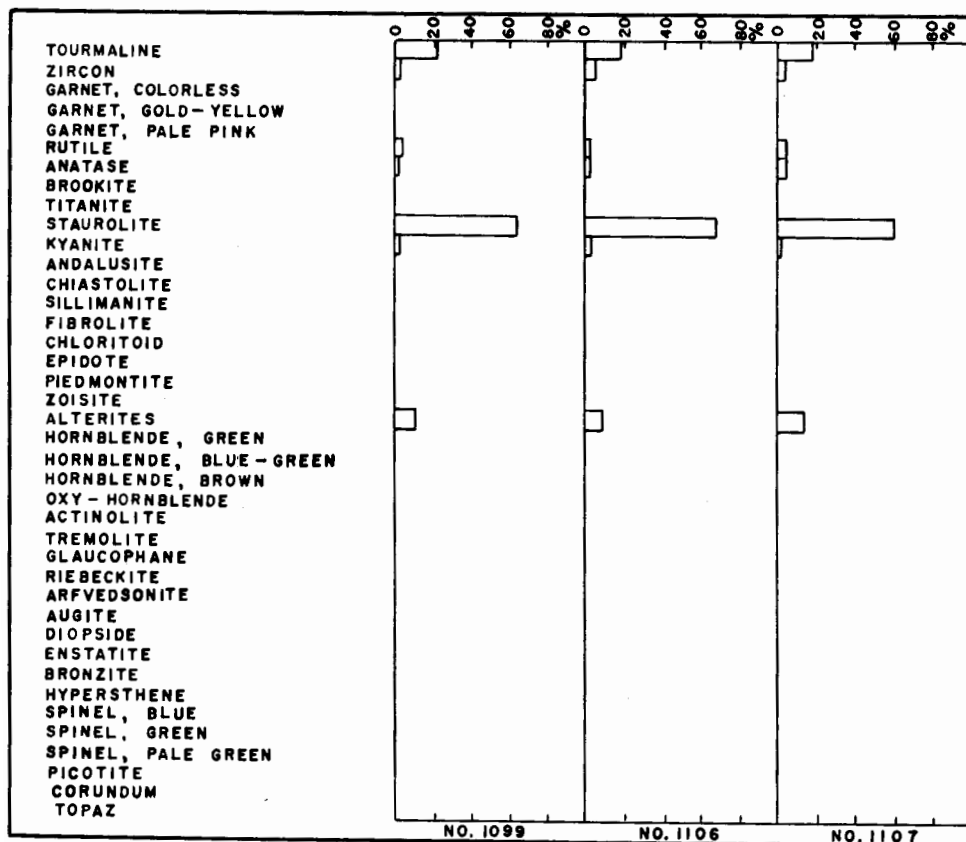 0 20 40 60 80 % 0 20 40 60 80 % 0 20 40 60 80 %
TOURMALINE
ZIRCON
GARNET, COLORLESS
GARNET, GOLD-YELLOW
GARNET, PALE PINK
RUTILE
ANATASE
BROOKITE
TITANITE
STAUROLITE
KYANITE
ANDALUSITE
CHIASTOLITE
SILLIMANITE
FIBROLITE
CHLORITOID
EPIDOTE
PIEDMONTITE
ZOISITE
ALTERITES
HORNBLENDE, GREEN
HORNBLENDE, BLUE-GREEN
HORNBLENDE, BROWN
OXY-HORNBLENDE
ACTINOLITE
TREMOLITE
GLAUCOPHANE
RIEBECKITE
ARFVEDSONITE
AUGITE
DIOPSIDE
ENSTATITE
BRONZITE
HYPERSTHENE
SPINEL, BLUE
SPINEL, GREEN
SPINEL, PALE GREEN
PICOTITE
CORUNDUM
TOPAZ
NO. 1099 NO. 1106 NO. 1107